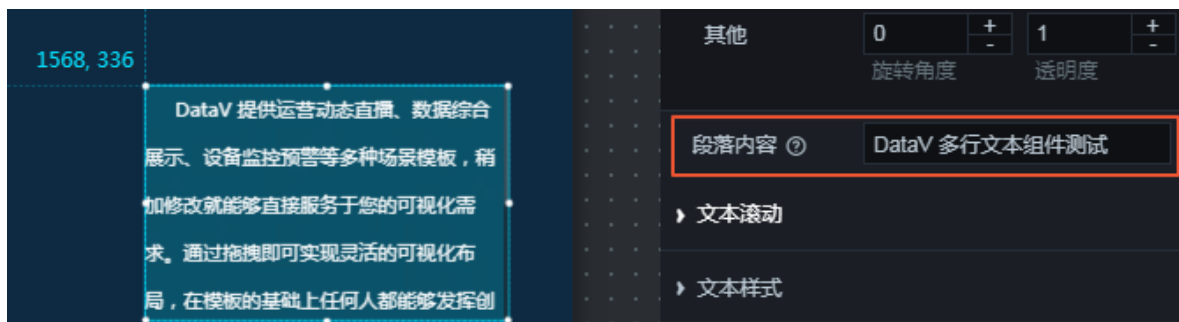 1568, 336
DataV 提供运营动态直播、数据综合
展示、设备监控预警等多种场景模板，稍
加修改就能够直接服务于您的可视化需
求。通过拖拽即可实现灵活的可视化布
局，在模板的基础上任何人都能够发挥创
其他
0
+
-
1
+
-
旋转角度
透明度
段落内容 ?
DataV 多行文本组件测试
文本滚动
文本样式